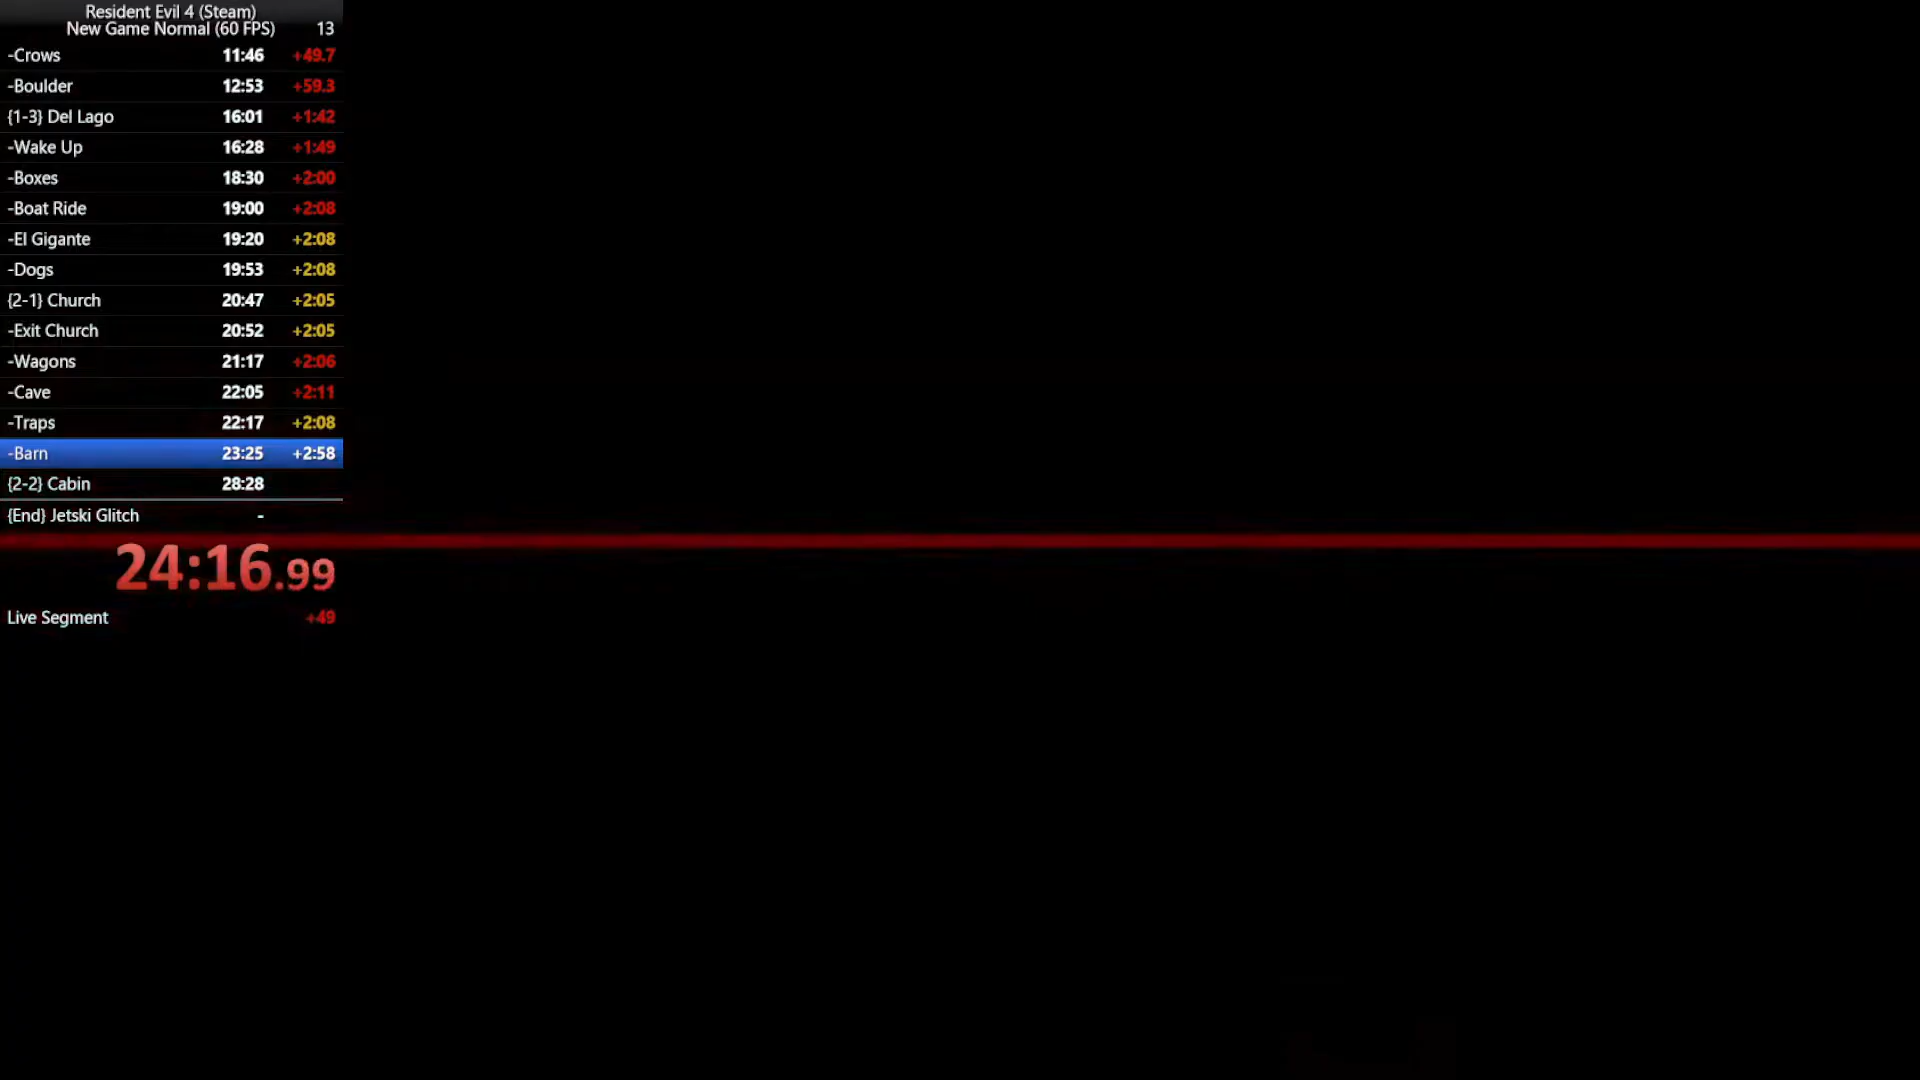 Resident Evil 4 (Steam)
New Game Normal (60 FPS) 13
-Crows 11:46 +49.7
-Boulder 12:53 +59.3
{1-3} Del Lago 16:01 +1:42
-Wake Up 16:28 +1:49
-Boxes 18:30 +2:00
-Boat Ride 19:00 +2:08
-El Gigante 19:20 +2:08
-Dogs 19:53 +2:08
{2-1} Church 20:47 +2:05
-Exit Church 20:52 +2:05
-Wagons 21:17 +2:06
-Cave 22:05 +2:11
-Traps 22:17 +2:08
-Barn 23:25 +2:58
{2-2} Cabin 28:28
{End} Jetski Glitch -
24:16.99
Live Segment +49